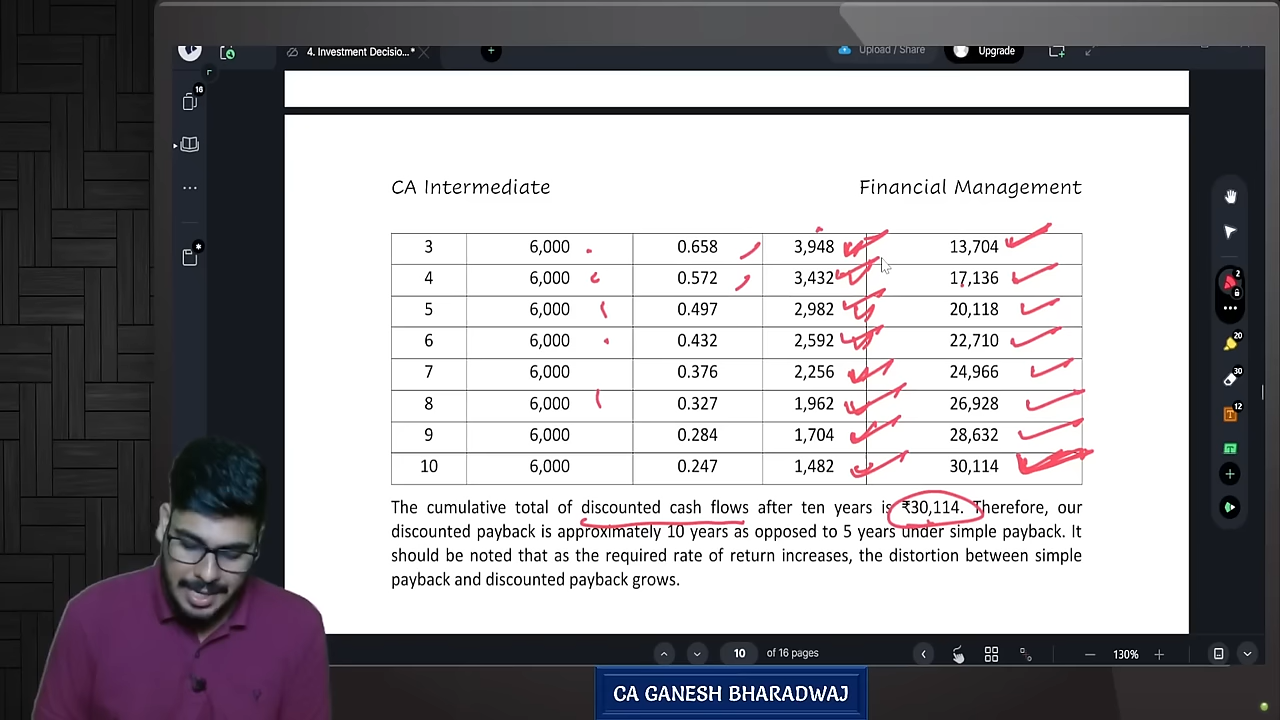 4. Investment Decisio...*
Upload / Share
Upgrade
16
2
20
30
12
CA Intermediate Financial Management
3 6,000 0.658 3,948 13,704
4 6,000 0.572 3,432 17,136
5 6,000 0.497 2,982 20,118
6 6,000 0.432 2,592 22,710
7 6,000 0.376 2,256 24,966
8 6,000 0.327 1,962 26,928
9 6,000 0.284 1,704 28,632
10 6,000 0.247 1,482 30,114
The cumulative total of discounted cash flows after ten years is ₹30,114. Therefore, our
discounted payback is approximately 10 years as opposed to 5 years under simple payback. It
should be noted that as the required rate of return increases, the distortion between simple
payback and discounted payback grows.
10 of 16 pages
130%
CA GANESH BHARADWAJ